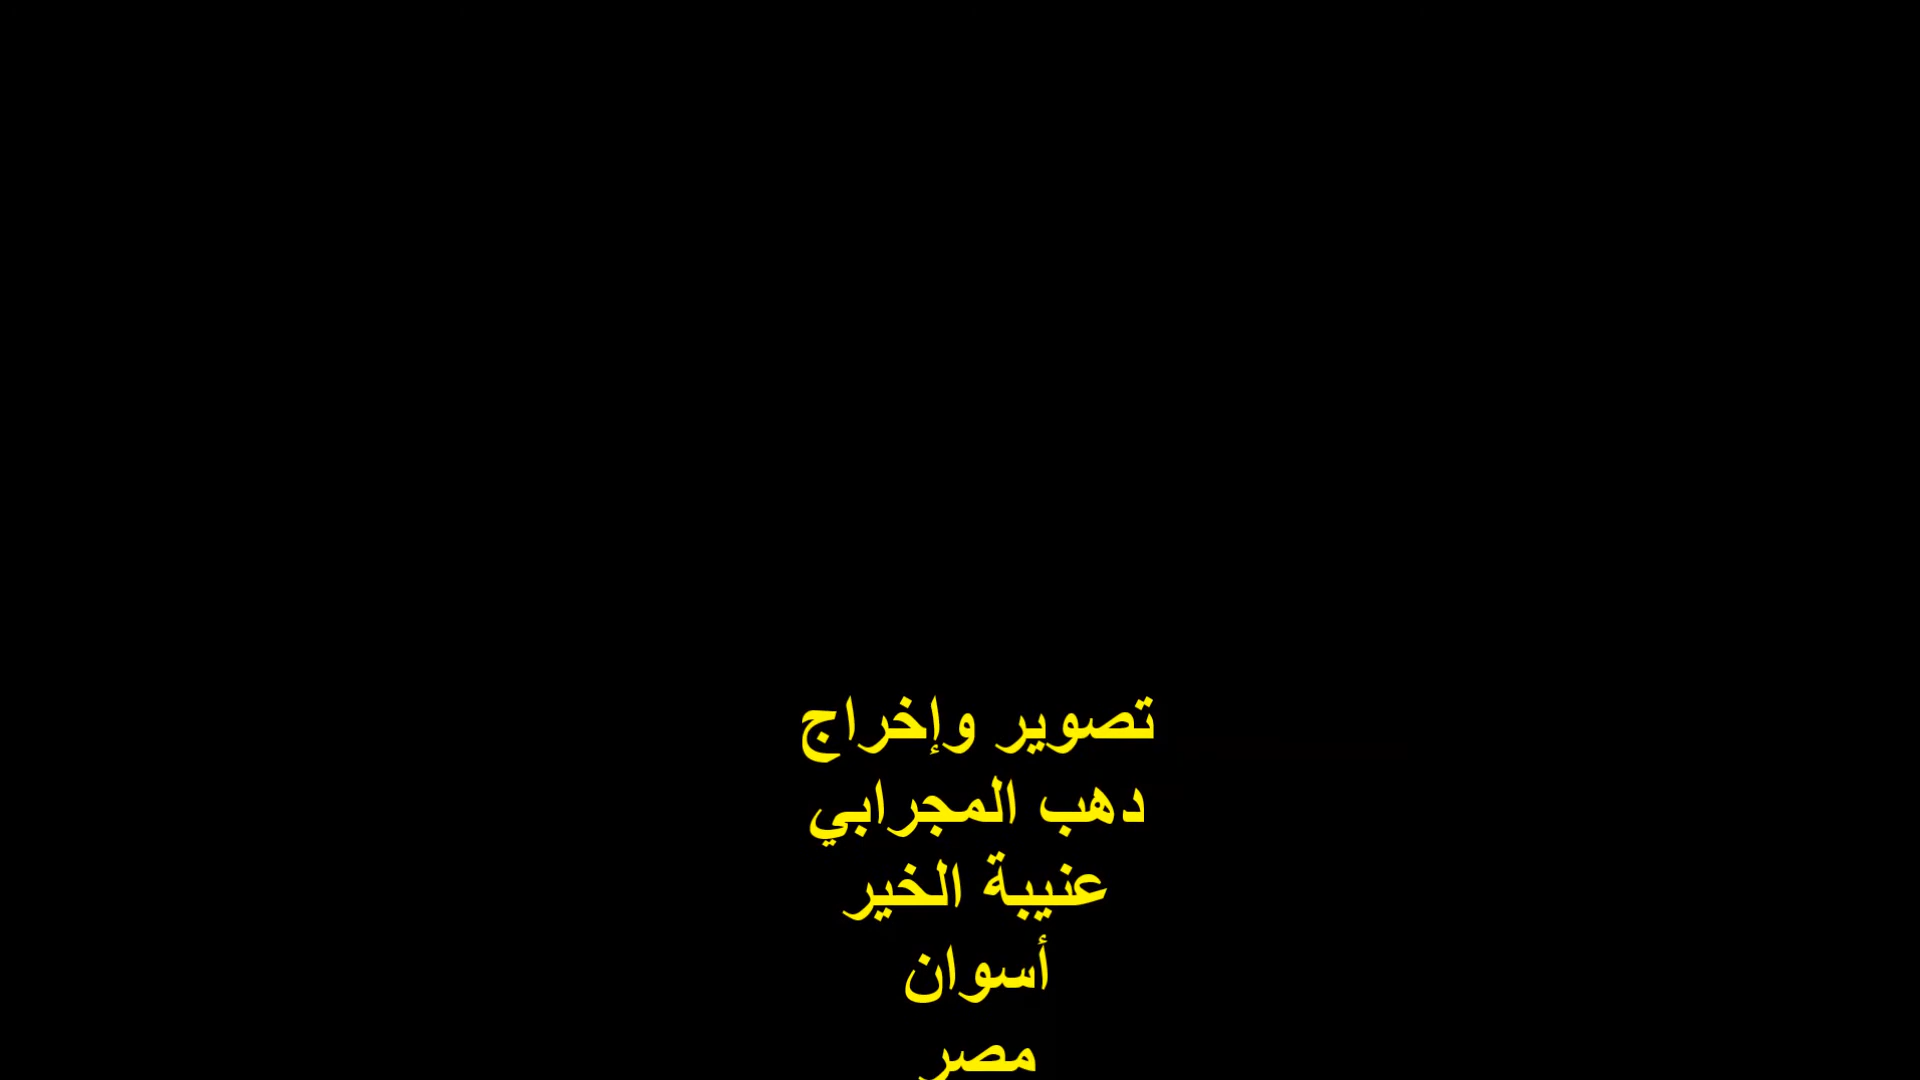 تصوير وإخراج
دهب المجرابي
عنيبة الخير
أسوان
مصر